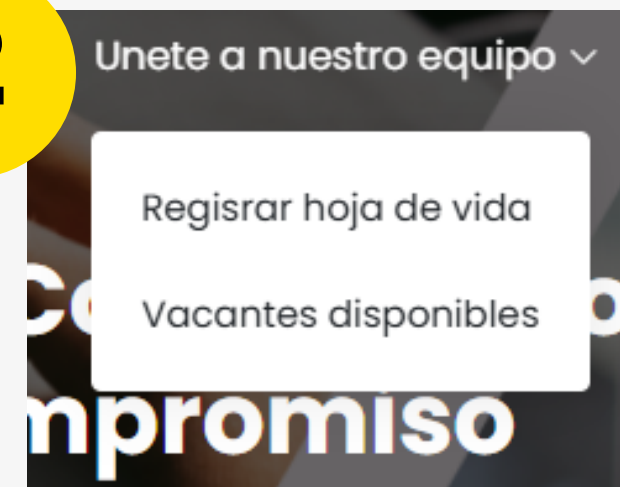 Unete a nuestro equipo
Regisrar hoja de vida
Vacantes disponibles
mpromiso